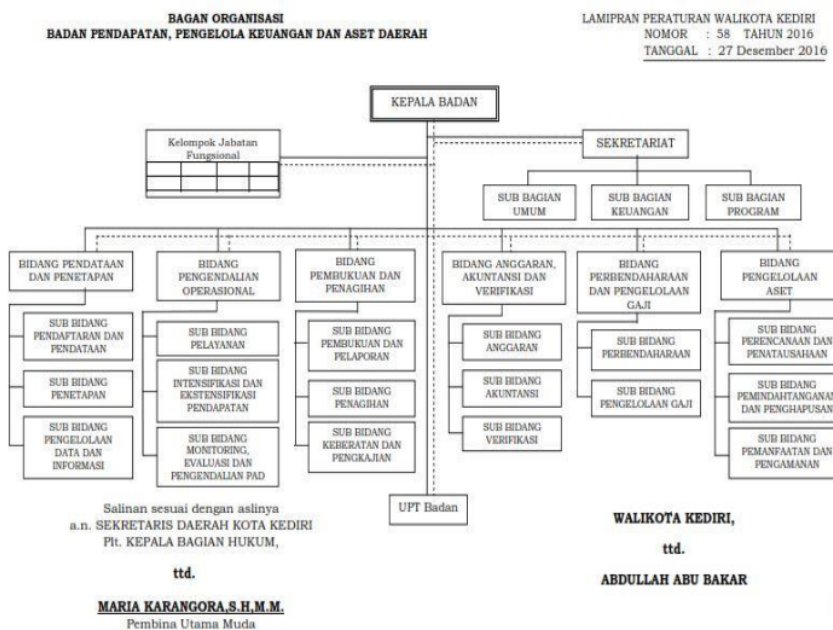 BAGAN ORGANISASI
BADAN PENDAPATAN, PENGELOLA KEUANGAN DAN ASET DAERAH
LAMPIRAN PERATURAN WALIKOTA KEDIRI
NOMOR : 58 TAHUN 2016
TANGGAL : 27 Desember 2016
KEPALA BADAN
Kelompok Jabatan
Fungsional
SEKRETARIAT
SUB BAGIAN
UMUM
SUB BAGIAN
KEUANGAN
SUB BAGIAN
PROGRAM
BIDANG PENDATAAN
DAN PENETAPAN
SUB BIDANG
PENDAFTARAN DAN
PENDATAAN
SUB BIDANG
PENETAPAN
SUB BIDANG
PENGELOLAAN
DATA DAN
INFORMASI
BIDANG
PENGENDALIAN
OPERASIONAL
SUB BIDANG
PELAYANAN
SUB BIDANG
INTENSIFIKASI DAN
EKSTENSIFIKASI
PENDAPATAN
SUB BIDANG
MONITORING,
EVALUASI DAN
PENGENDALIAN PAD
BIDANG
PEMBUKUAN DAN
PENAGIHAN
SUB BIDANG
PEMBUKUAN DAN
PELAPORAN
SUB BIDANG
PENAGIHAN
SUB BIDANG
KEBERATAN DAN
PENGKAJIAN
BIDANG ANGGARAN,
AKUNTANSI DAN
VERIFIKASI
SUB BIDANG
ANGGARAN
SUB BIDANG
AKUNTANSI
SUB BIDANG
VERIFIKASI
BIDANG
PERBENDAHARAAN
DAN PENGELOLAAN
GAJI
SUB BIDANG
PERBENDAHARAAN
SUB BIDANG
PENGELOLAAN GAJI
BIDANG
PENGELOLAAN
ASET
SUB BIDANG
PERENCANAAN DAN
PENATAUSAHAAN
SUB BIDANG
PEMINDAHTANGANAN
DAN PENGHAPUSAN
SUB BIDANG
PEMANFAATAN DAN
PENGAMANAN
UPT Badan
Salinan sesuai dengan aslinya
a.n. SEKRETARIS DAERAH KOTA KEDIRI
Plt. KEPALA BAGIAN HUKUM,
ttd.
MARIA KARANGORA,S.H,M.M.
Pembina Utama Muda
WALIKOTA KEDIRI,
ttd.
ABDULLAH ABU BAKAR